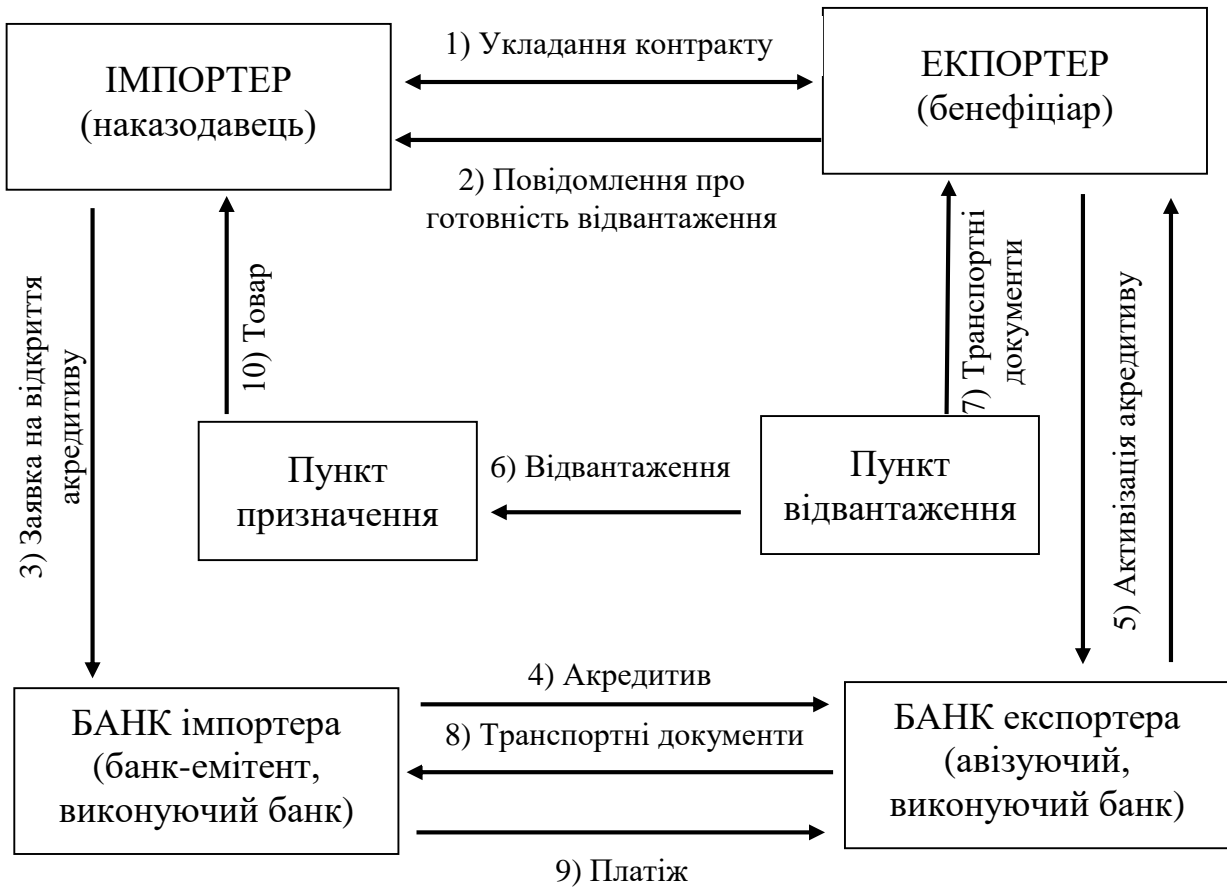 1) Укладання контракту
ІМПОРТЕР
(наказодавець)
ЕКПОРТЕР
(бенефіціар)
2) Повідомлення про
готовність відвантаження
3) Заявка на відкриття
акредитиву
10) Товар
7) Транспортні
документи
5) Активізація акредитиву
Пункт
призначення
6) Відвантаження
Пункт
відвантаження
4) Акредитив
БАНК імпортера
(банк-емітент,
виконуючий банк)
8) Транспортні документи
БАНК експортера
(авізуючий,
виконуючий банк)
9) Платіж